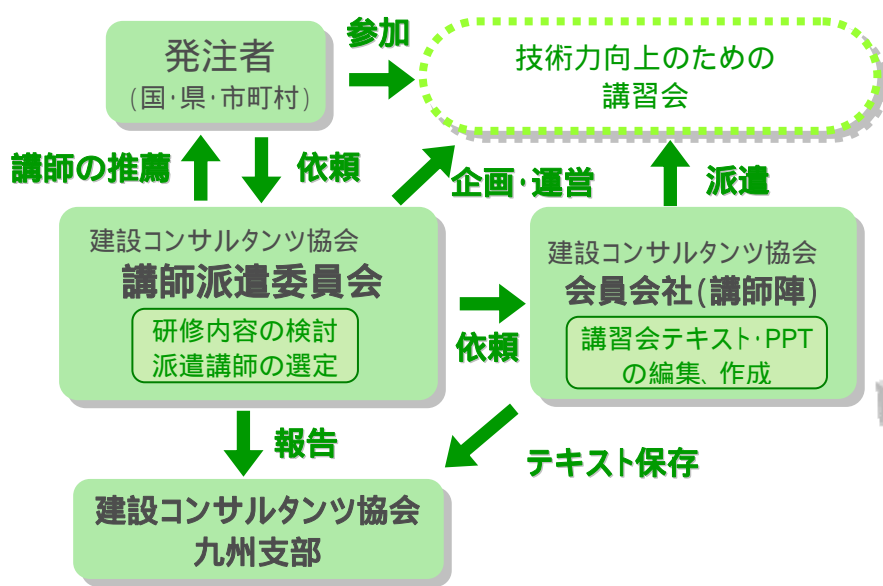 参加
発注者
(国・県・市町村)
技術力向上のための
講習会
講師の推薦
依頼
企画・運営
派遣
建設コンサルタンツ協会
講師派遣委員会
研修内容の検討
派遣講師の選定
依頼
建設コンサルタンツ協会
会員会社(講師陣)
講習会テキスト・PPT
の編集、作成
報告
テキスト保存
建設コンサルタンツ協会
九州支部